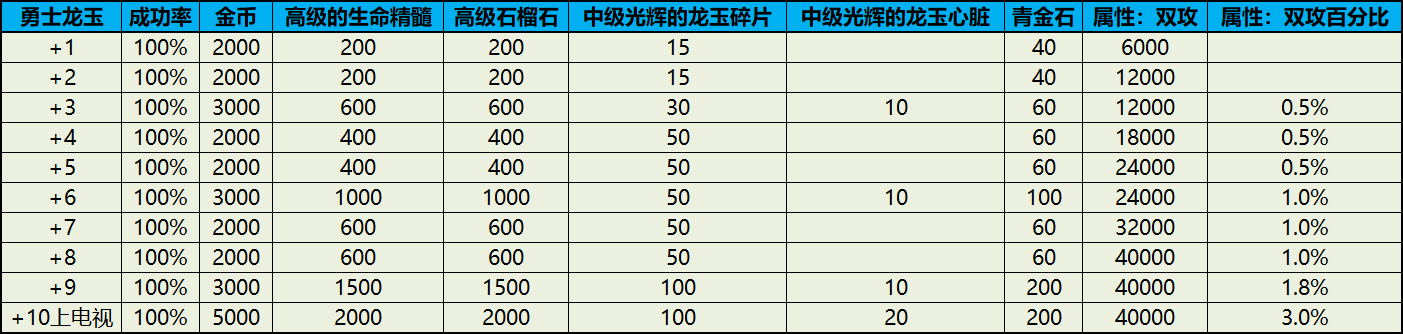 勇士龙玉 成功率 金币 高级的生命精髓 高级石榴石 中级光辉的龙玉碎片 中级光辉的龙玉心脏 青金石 属性：双攻 属性：双攻百分比
+1 100% 2000 200 200 15 40 6000
+2 100% 2000 200 200 15 40 12000
+3 100% 3000 600 600 30 10 60 12000 0.5%
+4 100% 2000 400 400 50 60 18000 0.5%
+5 100% 2000 400 400 50 60 24000 0.5%
+6 100% 3000 1000 1000 50 10 100 24000 1.0%
+7 100% 2000 600 600 50 60 32000 1.0%
+8 100% 2000 600 600 50 60 40000 1.0%
+9 100% 3000 1500 1500 100 10 200 40000 1.8%
+10上电视 100% 5000 2000 2000 100 20 200 40000 3.0%